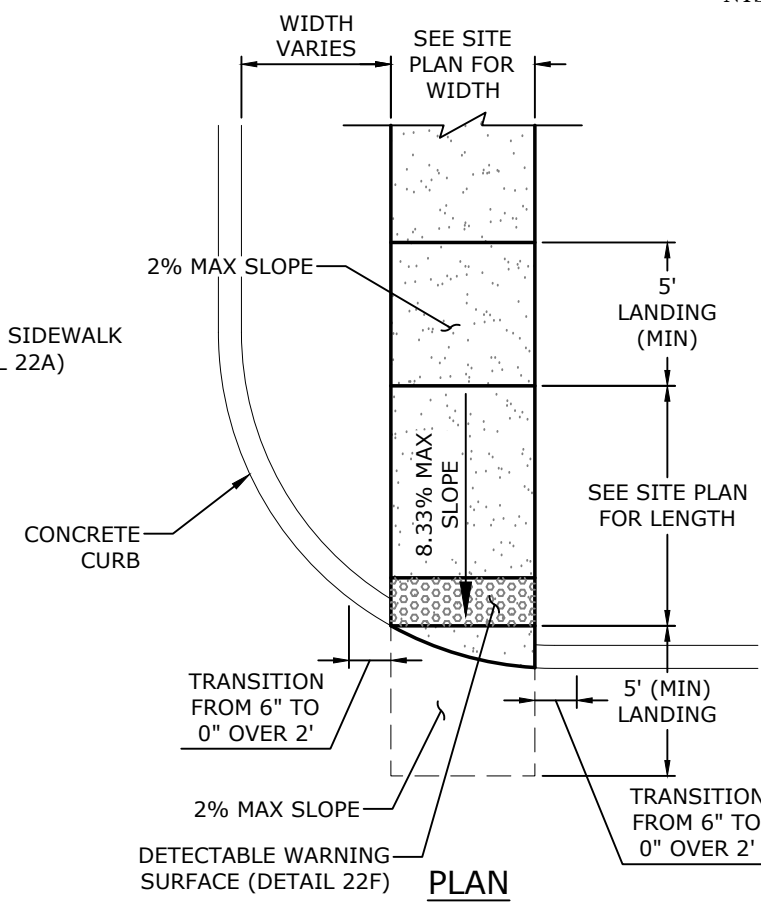 WIDTH
VARIES
SEE SITE
PLAN FOR
WIDTH
2% MAX SLOPE
5'
LANDING
(MIN)
SIDEWALK
22A)
8.33% MAX
SLOPE
SEE SITE PLAN
FOR LENGTH
CONCRETE
CURB
TRANSITION
FROM 6" TO
0" OVER 2'
5' (MIN)
LANDING
2% MAX SLOPE
TRANSITION
FROM 6" TO
0" OVER 2'
DETECTABLE WARNING
SURFACE (DETAIL 22F)
PLAN